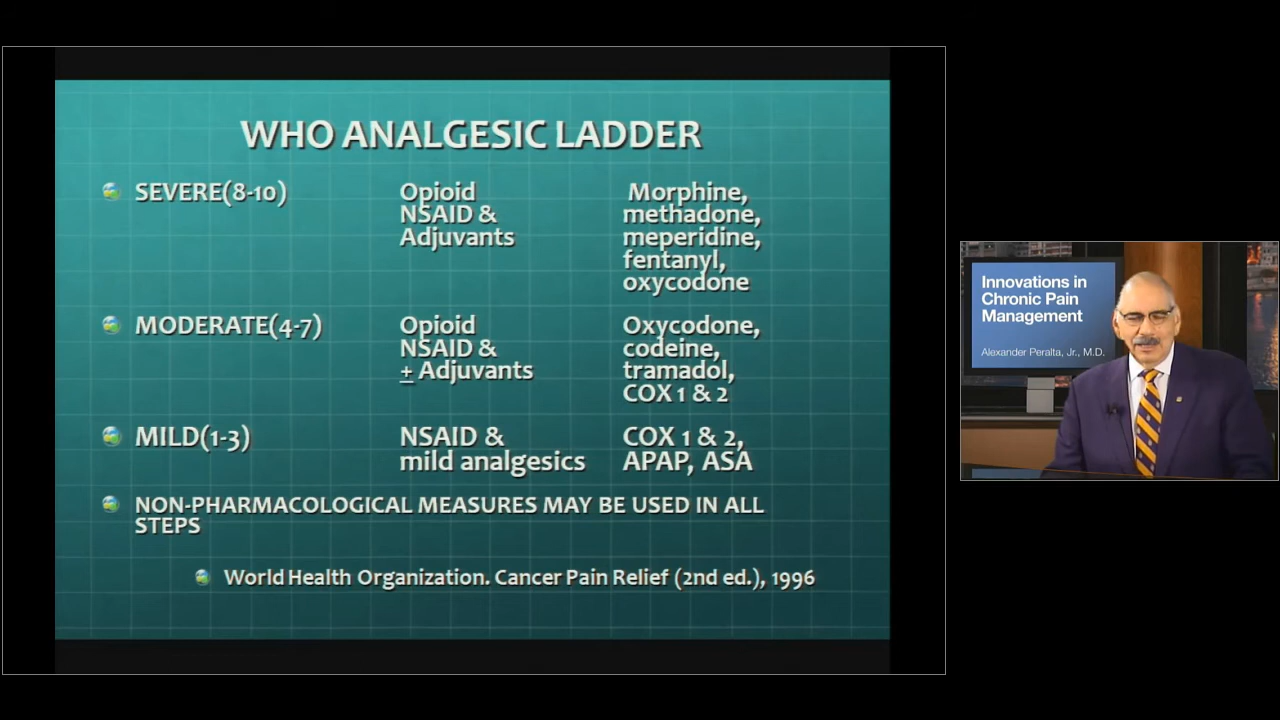 WHO ANALGESIC LADDER
SEVERE(8-10) Opioid Morphine,
NSAID & methadone,
Adjuvants meperidine,
fentanyl,
oxycodone
MODERATE(4-7) Opioid Oxycodone,
NSAID & codeine,
+ Adjuvants tramadol,
COX 1 & 2
MILD(1-3) NSAID & COX 1 & 2,
mild analgesics APAP, ASA
NON-PHARMACOLOGICAL MEASURES MAY BE USED IN ALL
STEPS
World Health Organization. Cancer Pain Relief (2nd ed.), 1996
Innovations in
Chronic Pain
Management
Alexander Peralta, Jr., M.D.